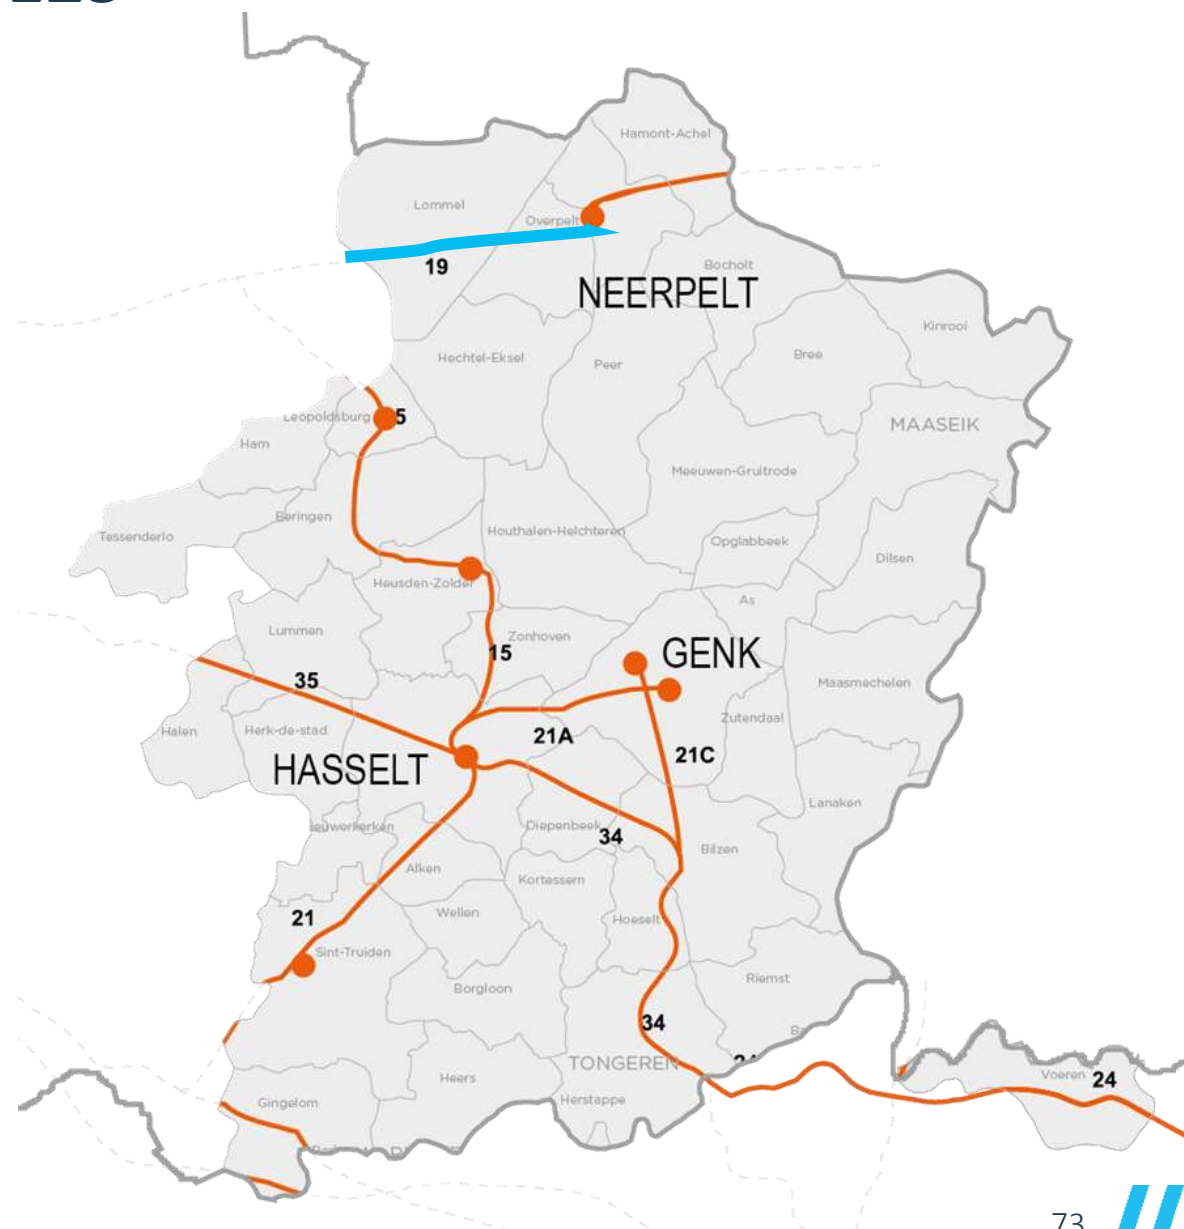 Hamont-Achel
Lommel
Overpelt
19
Bocholt
NEERPELT
Kinrooi
Hechtel-Eksel
Peer
Bree
Leopoldsburg
5
MAASEIK
Ham
Meeuwen-Gruitrode
Beringen
Tessenderlo
Houthalen-Helchteren
Opglabbeek
Dilsen
Heusden-Zolder
As
Lummen
Zonhoven
15
GENK
35
Maasmechelen
Halen
Herk-de-stad
21A
Zutendaal
21C
HASSELT
Lanaken
ieuwerkerken
Diepenbeek
34
Bilzen
Alken
Kortessem
21
Wellen
Hoeselt
Sint-Truiden
Riemst
Borgloon
34
TONGEREN
Heers
Voeren
24
Gingelom
Herstappe
73